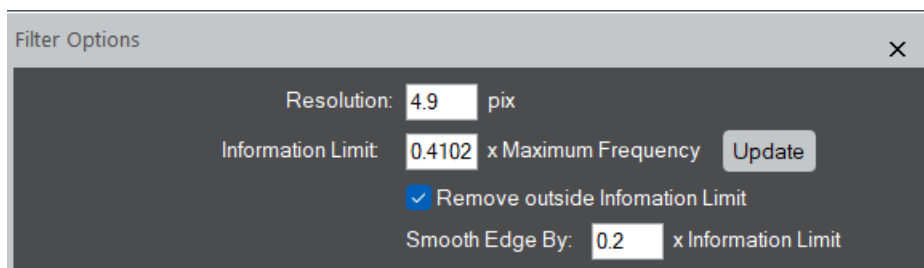 Filter Options
Resolution: 4.9 pix
Information Limit: 0.4102 x Maximum Frequency Update
Remove outside Infomation Limit
Smooth Edge By: 0.2 x Information Limit